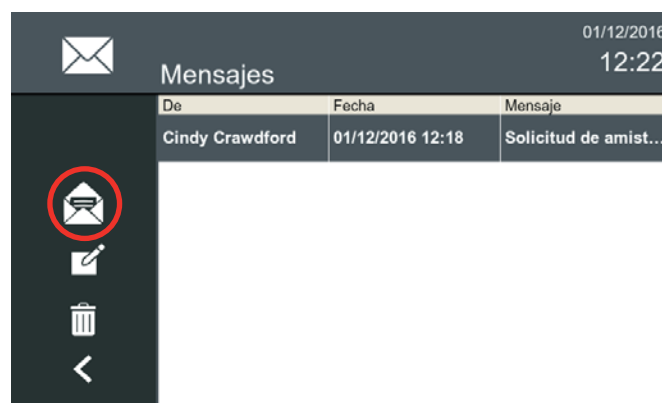 01/12/2016
12:22
Mensajes
De Fecha Mensaje
Cindy Crawdford 01/12/2016 12:18 Solicitud de amist...